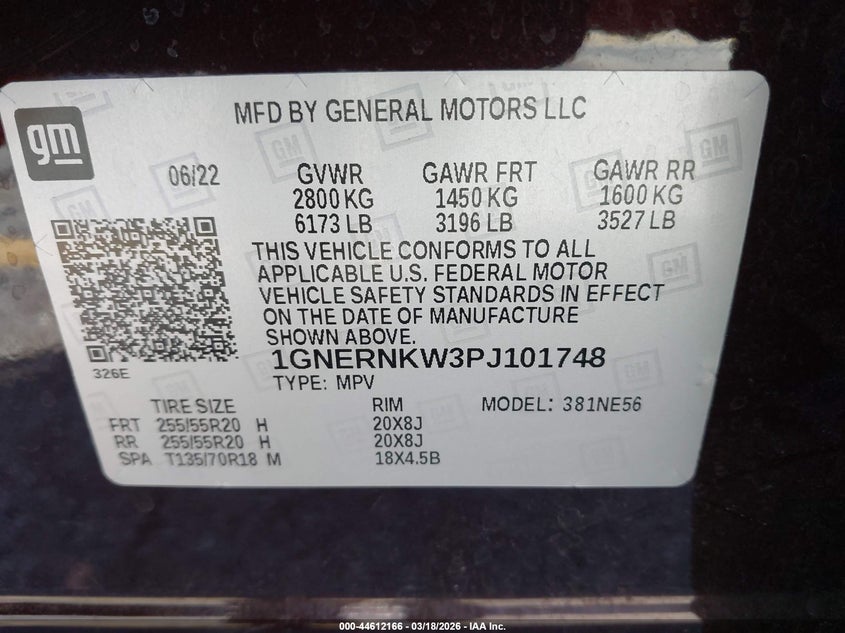 gm
MFD BY GENERAL MOTORS LLC
06/22 GVWR GAWR FRT GAWR RR
2800 KG 1450 KG 1600 KG
6173 LB 3196 LB 3527 LB
THIS VEHICLE CONFORMS TO ALL
APPLICABLE U.S. FEDERAL MOTOR
VEHICLE SAFETY STANDARDS IN EFFECT
ON THE DATE OF MANUFACTURE
SHOWN ABOVE.
326E
1GNERNKW3PJ101748
TYPE: MPV
TIRE SIZE RIM MODEL: 381NE56
FRT 255/55R20 H 20X8J
RR 255/55R20 H 20X8J
SPA T135/70R18 M 18X4.5B
000-44612166 - 03/18/2026 - IAA Inc.